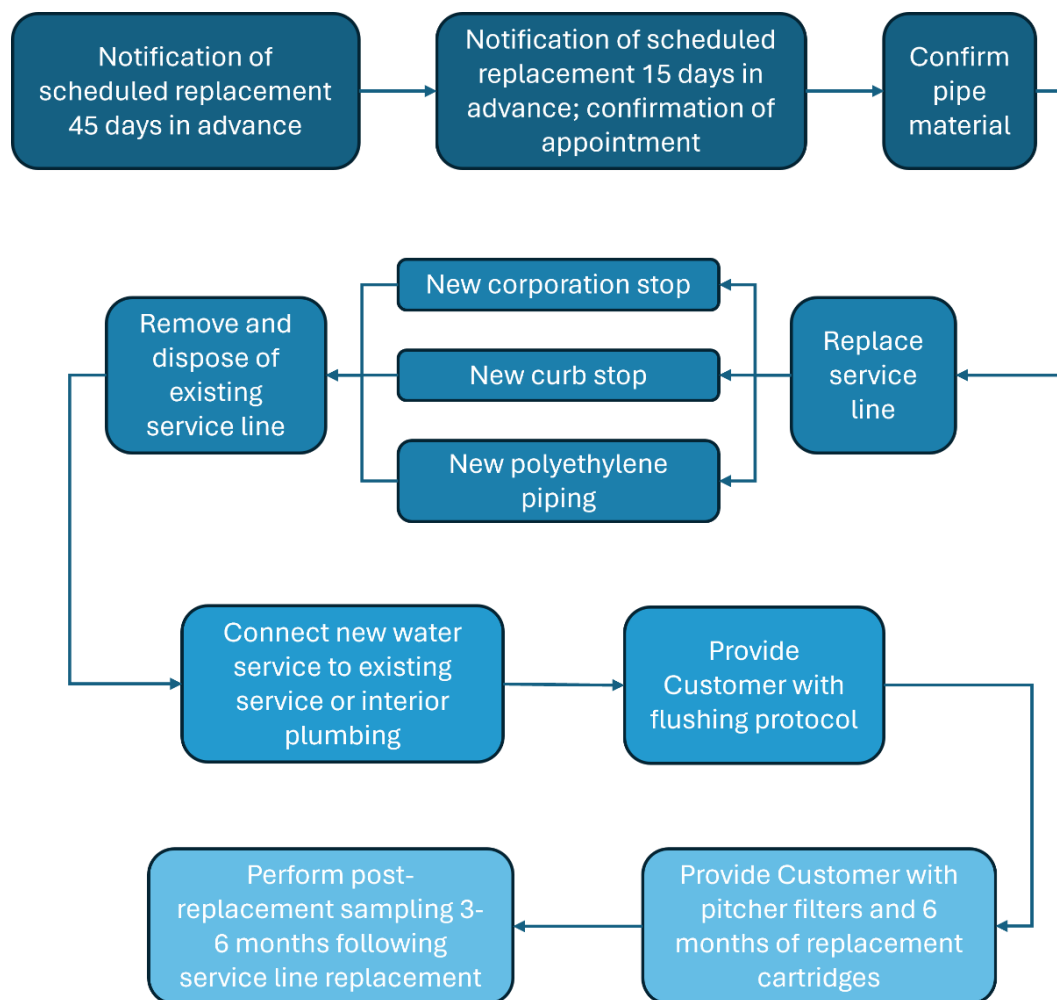 Notification of
scheduled replacement
45 days in advance
Notification of scheduled
replacement 15 days in
advance; confirmation of
appointment
Confirm
pipe
material
Replace
service
line
New corporation stop
New curb stop
New polyethylene
piping
Remove and
dispose of
existing
service line
Connect new water
service to existing
service or interior
plumbing
Provide
Customer with
flushing protocol
Provide Customer with
pitcher filters and 6
months of replacement
cartridges
Perform post-
replacement sampling 3-
6 months following
service line replacement